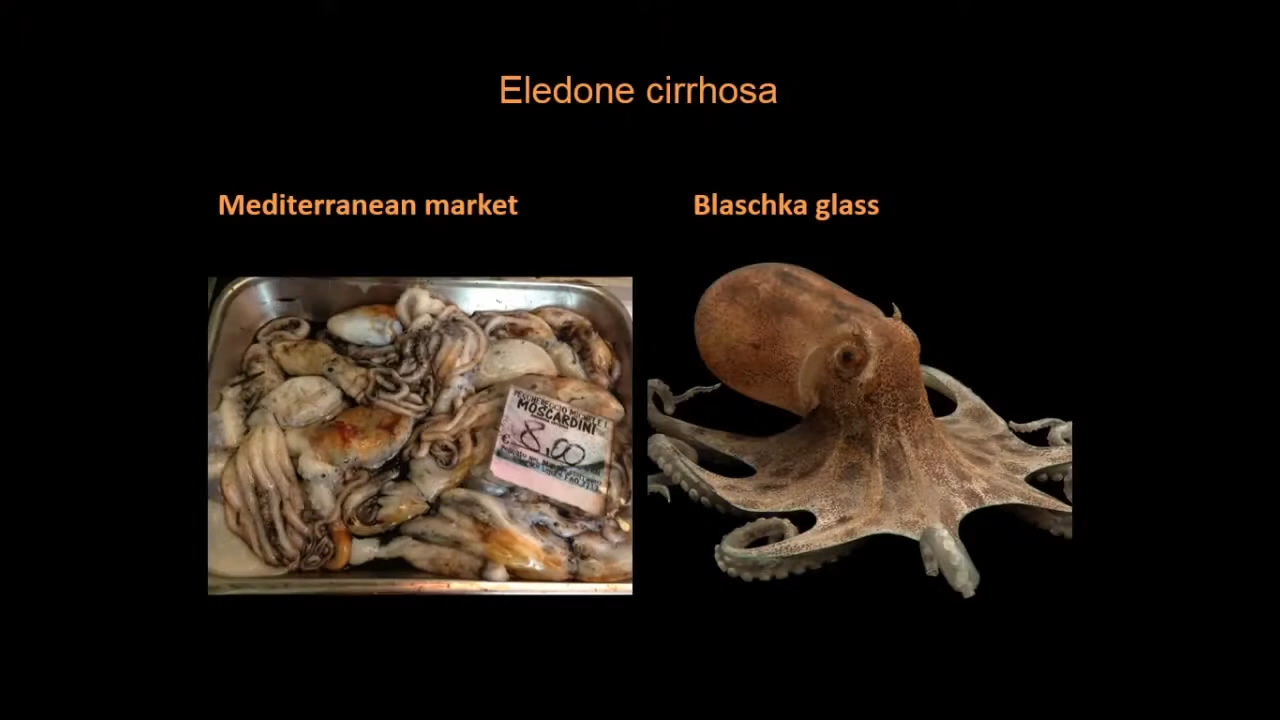 Eledone cirrhosa
Mediterranean market
Blaschka glass
MOSCARDINI
€ 8,00